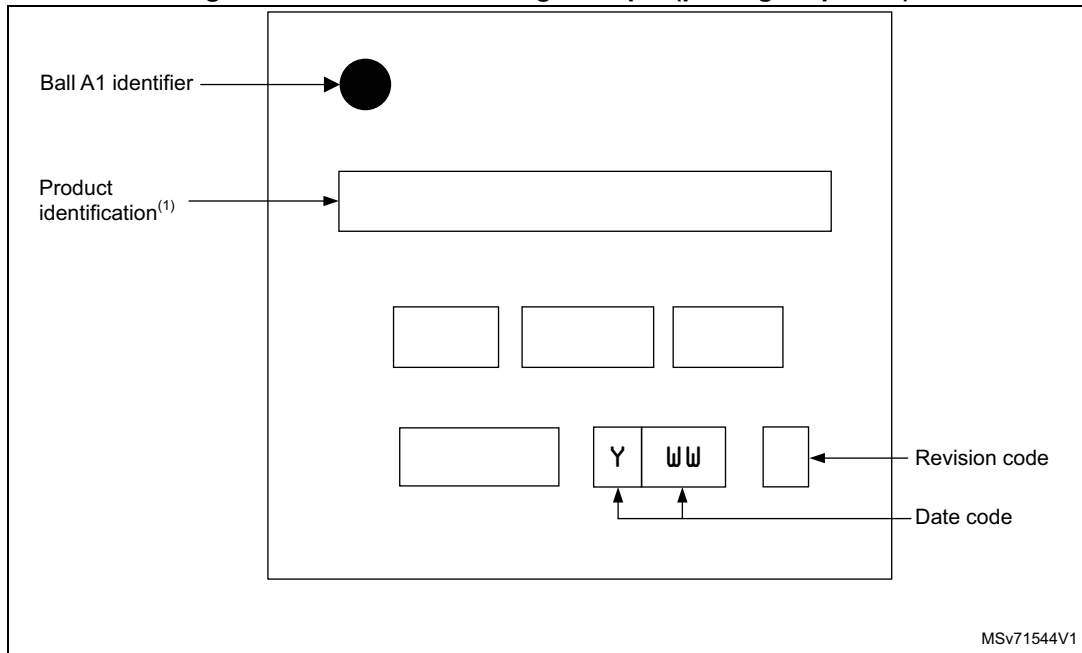 Ball A1 identifier
Product
identification(1)
Y WW
Revision code
Date code
MSv71544V1